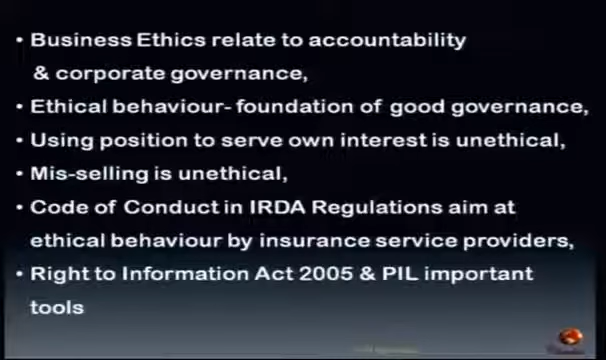 • Business Ethics relate to accountability
& corporate governance,
• Ethical behaviour- foundation of good governance,
• Using position to serve own interest is unethical,
• Mis-selling is unethical,
• Code of Conduct in IRDA Regulations aim at
ethical behaviour by insurance service providers,
• Right to Information Act 2005 & PIL important
tools